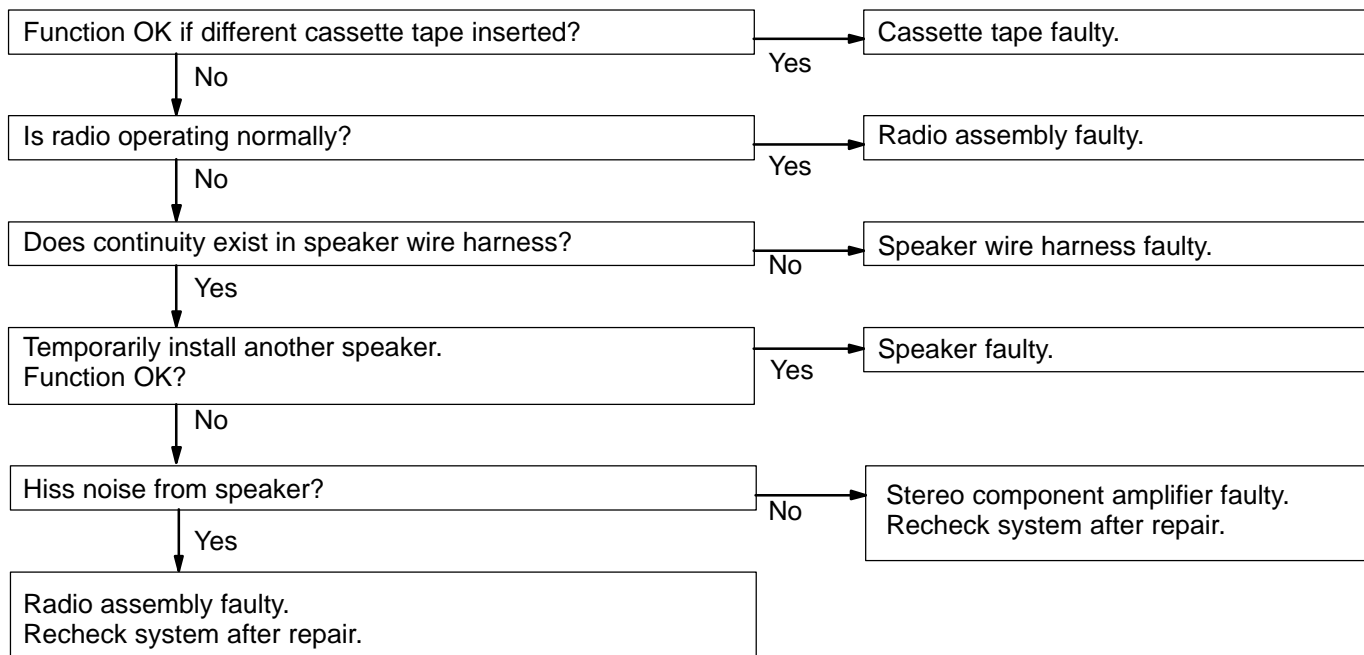 Function OK if different cassette tape inserted?
Yes
Cassette tape faulty.
No
Is radio operating normally?
Yes
Radio assembly faulty.
No
Does continuity exist in speaker wire harness?
No
Speaker wire harness faulty.
Yes
Temporarily install another speaker.
Function OK?
Yes
Speaker faulty.
No
Hiss noise from speaker?
No
Stereo component amplifier faulty.
Recheck system after repair.
Yes
Radio assembly faulty.
Recheck system after repair.